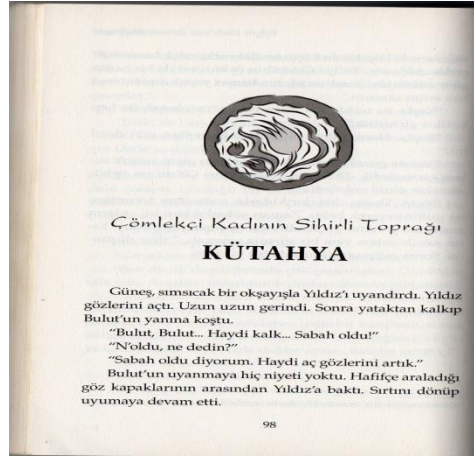 Çömlekçi Kadının Sihirli Toprağı
KÜTAHYA
Güneş, sımsıcak bir okşayışla Yıldız'ı uyandırdı. Yıldız
gözlerini açtı. Uzun uzun gerindi. Sonra yataktan kalkıp
Bulut'un yanına koştu.
"Bulut, Bulut... Haydi kalk... Sabah oldu!"
"N'oldu, ne dedin?"
"Sabah oldu diyorum. Haydi aç gözlerini artık."
Bulut'un uyanmaya hiç niyeti yoktu. Hafifçe araladığı
göz kapaklarının arasından Yıldız'a baktı. Sırtını dönüp
uyumaya devam etti.
98